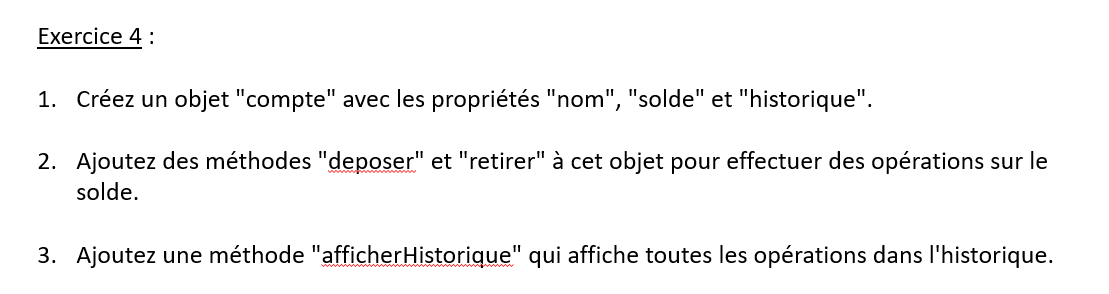 Exercice 4 :
1. Créez un objet "compte" avec les propriétés "nom", "solde" et "historique".
2. Ajoutez des méthodes "deposer" et "retirer" à cet objet pour effectuer des opérations sur le
solde.
3. Ajoutez une méthode "afficherHistorique" qui affiche toutes les opérations dans l'historique.